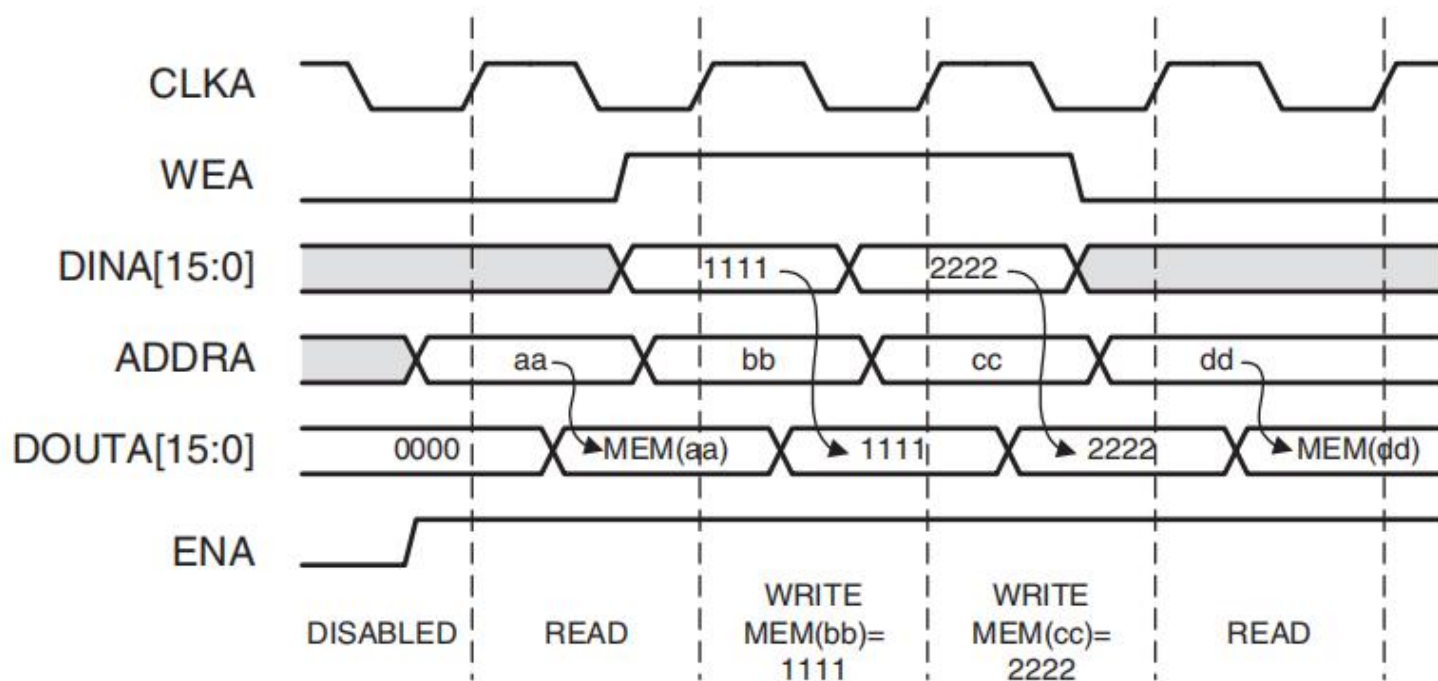 CLKA
WEA
DINA[15:0] 1111 2222
ADDRA aa bb cc dd
DOUTA[15:0] 0000 MEM(aa) 1111 2222 MEM(dd)
ENA
DISABLED READ WRITE MEM(bb)= 1111 WRITE MEM(cc)= 2222 READ